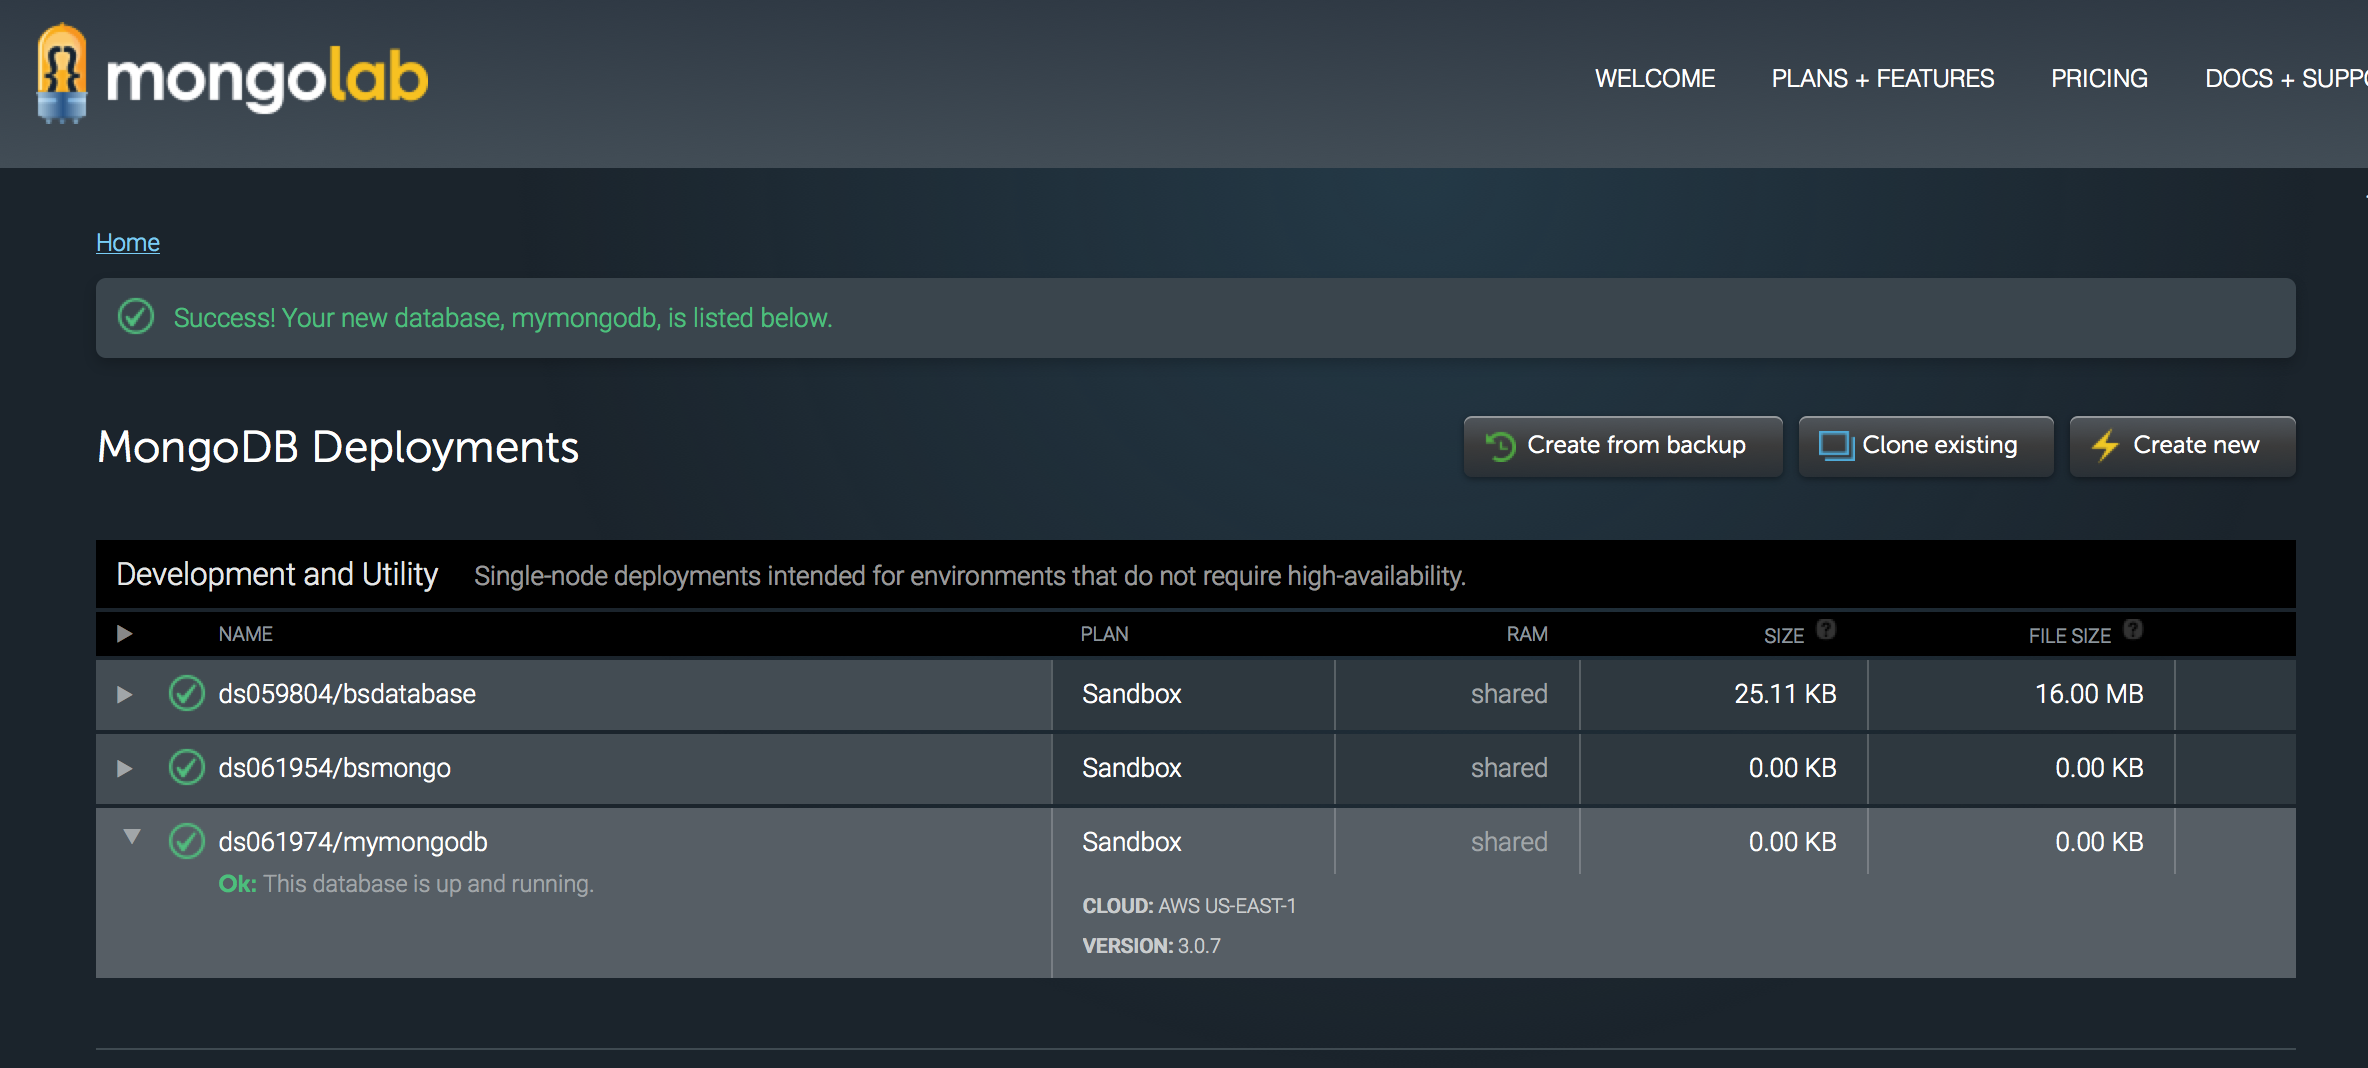 mongolab
WELCOME PLANS + FEATURES PRICING DOCS + SUPPO
Home
Success! Your new database, mymongodb, is listed below.
MongoDB Deployments
Create from backup Clone existing Create new
Development and Utility Single-node deployments intended for environments that do not require high-availability.
NAME PLAN RAM SIZE ? FILE SIZE ?
ds059804/bsdatabase Sandbox shared 25.11 KB 16.00 MB
ds061954/bsmongo Sandbox shared 0.00 KB 0.00 KB
ds061974/mymongodb Sandbox shared 0.00 KB 0.00 KB
Ok: This database is up and running.
CLOUD: AWS US-EAST-1
VERSION: 3.0.7